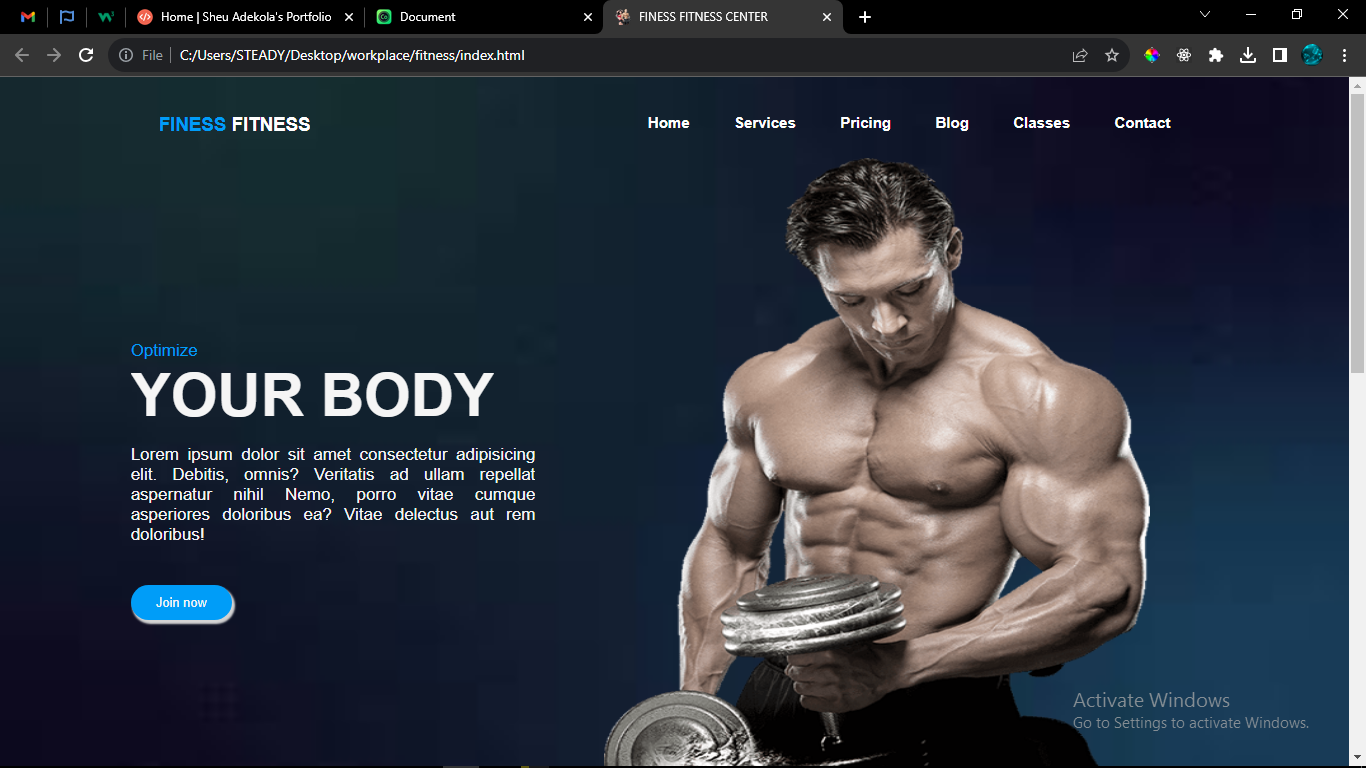 Home | Sheu Adekola's Portfolio
Document
FINESS FITNESS CENTER
File
C:/Users/STEADY/Desktop/workplace/fitness/index.html
FINESS FITNESS
Home
Services
Pricing
Blog
Classes
Contact
Optimize
YOUR BODY
Lorem ipsum dolor sit amet consectetur adipisicing
elit. Debitis, omnis? Veritatis ad ullam repellat
aspernatur nihil Nemo, porro vitae cumque
asperiores doloribus ea? Vitae delectus aut rem
doloribus!
Join now
Activate Windows
Go to Settings to activate Windows.